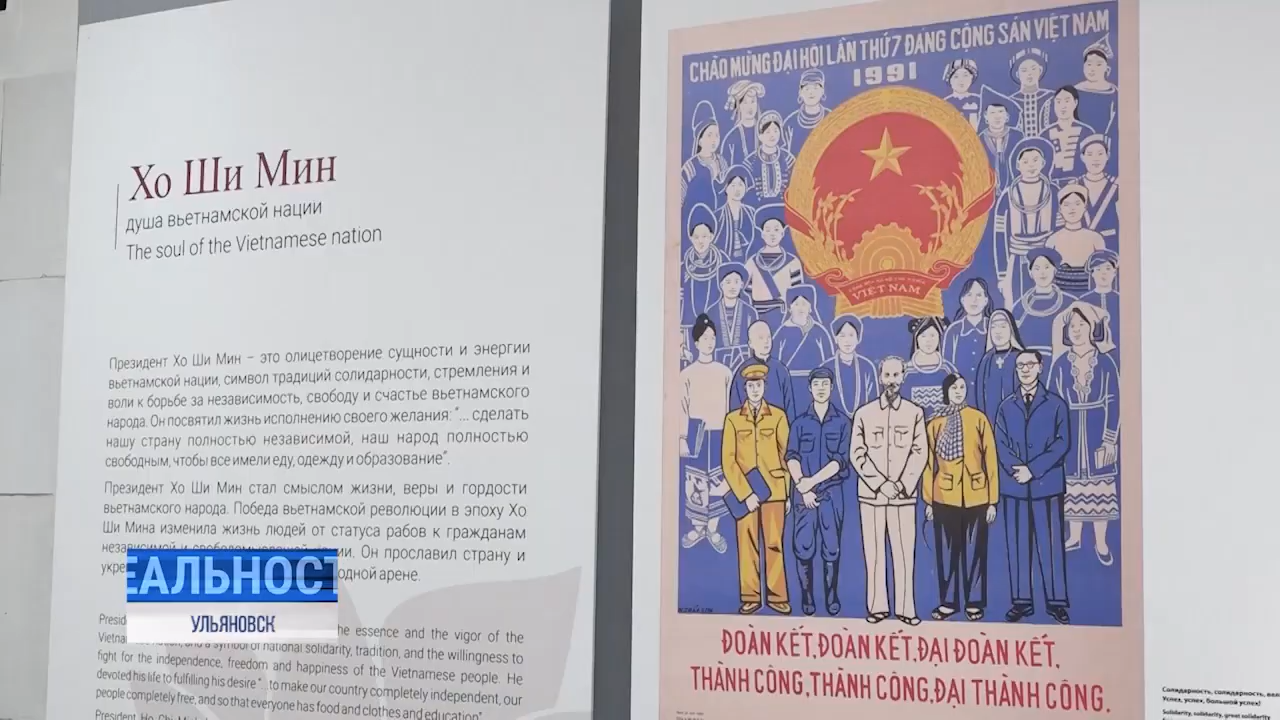 Хо Ши Мин
душа вьетнамской нации
The soul of the Vietnamese nation
Президент Хо Ши Мин – это олицетворение сущности и энергии
вьетнамской нации, символ традиций солидарности, стремления и
воли к борьбе за независимость, свободу и счастье вьетнамского
народа. Он посвятил жизнь исполнению своего желания: "... сделать
нашу страну полностью независимой, наш народ полностью
свободным, чтобы все имели еду, одежду и образование".
Президент Хо Ши Мин стал смыслом жизни, веры и гордости
вьетнамского народа. Победа вьетнамской революции в эпоху Хо
Ши Мина изменила жизнь людей от статуса рабов к гражданам
независимой и свободомыслящей. Он прославил страну и
арене.
he essence and the vigor of the
and a symbol of national solidarity, tradition, and the willingness to
fight for the independence, freedom and happiness of the Vietnamese people. He
devoted his life to fulfilling his desire "...to make our country completely independent, our
people completely free, and so that everyone has food and clothes and education".
President Ho
ЕАЛЬНОСТ
УЛЬЯНОВСК
CHÀO MỪNG ĐẠI HỘI LẦN THỨ 7 ĐẢNG CỘNG SẢN VIỆT NAM
1991
VIỆT NAM
ĐOÀN KẾT, ĐOÀN KẾT, ĐẠI ĐOÀN KẾT.
THÀNH CÔNG, THÀNH CÔNG, ĐẠI THÀNH CÔNG.
Солидарность, солидарность,
Успех, успех, большой успех!
Solidarity, solidarity, great solidarity